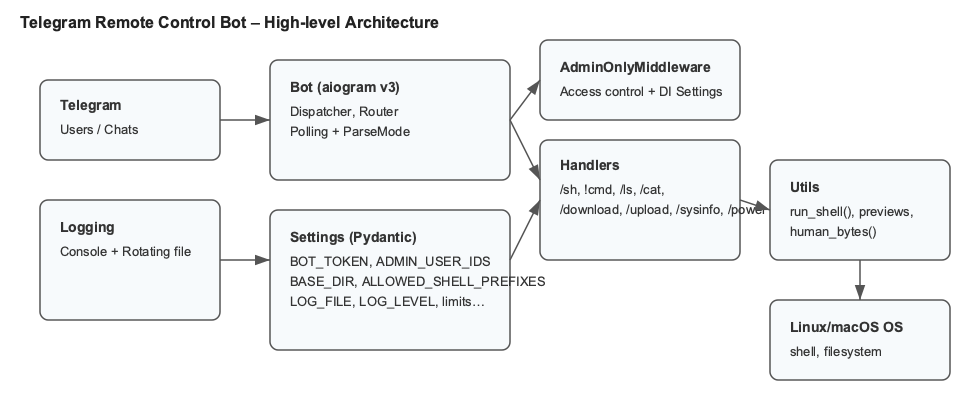 Telegram Remote Control Bot – High-level Architecture
Telegram
Users / Chats
Bot (aiogram v3)
Dispatcher, Router
Polling + ParseMode
AdminOnlyMiddleware
Access control + DI Settings
Handlers
/sh, !cmd, /ls, /cat,
/download, /upload, /sysinfo, /power
Utils
run_shell(), previews,
human_bytes()
Logging
Console + Rotating file
Settings (Pydantic)
BOT_TOKEN, ADMIN_USER_IDS
BASE_DIR, ALLOWED_SHELL_PREFIXES
LOG_FILE, LOG_LEVEL, limits…
Linux/macOS OS
shell, filesystem